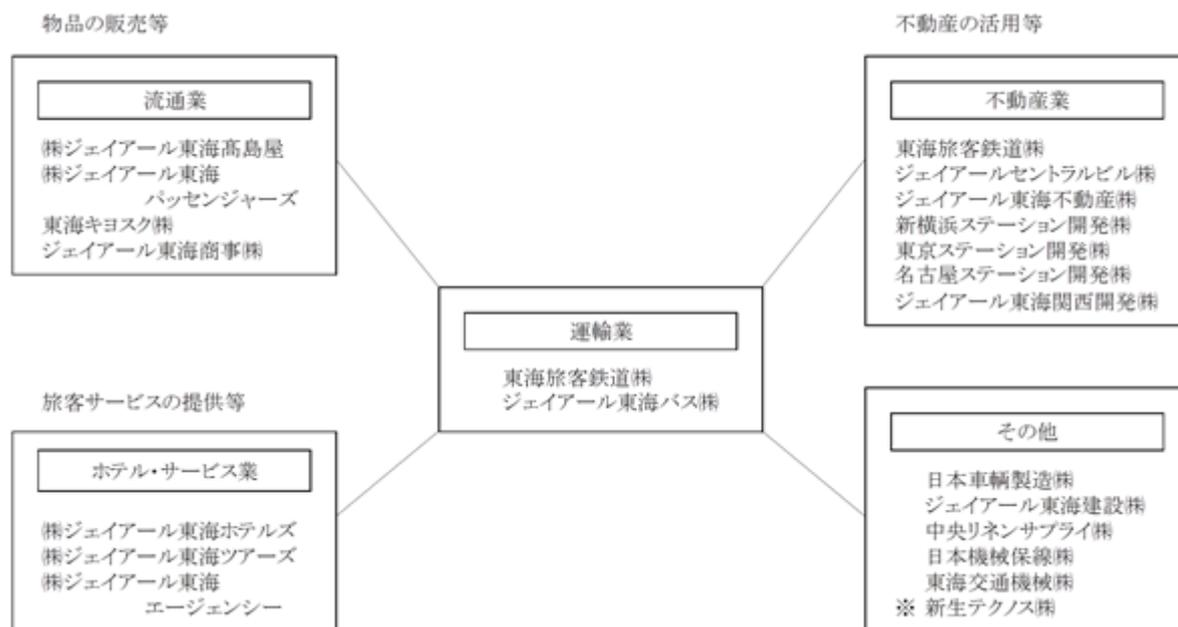 物品の販売等
流通業
㈱ジェイアール東海髙島屋
㈱ジェイアール東海
パッセンジャーズ
東海キヨスク㈱
ジェイアール東海商事㈱
不動産の活用等
不動産業
東海旅客鉄道㈱
ジェイアールセントラルビル㈱
ジェイアール東海不動産㈱
新横浜ステーション開発㈱
東京ステーション開発㈱
名古屋ステーション開発㈱
ジェイアール東海関西開発㈱
運輸業
東海旅客鉄道㈱
ジェイアール東海バス㈱
旅客サービスの提供等
ホテル・サービス業
㈱ジェイアール東海ホテルズ
㈱ジェイアール東海ツアーズ
㈱ジェイアール東海
エージェンシー
その他
日本車輌製造㈱
ジェイアール東海建設㈱
中央リネンサプライ㈱
日本機械保線㈱
東海交通機械㈱
※ 新生テクノス㈱